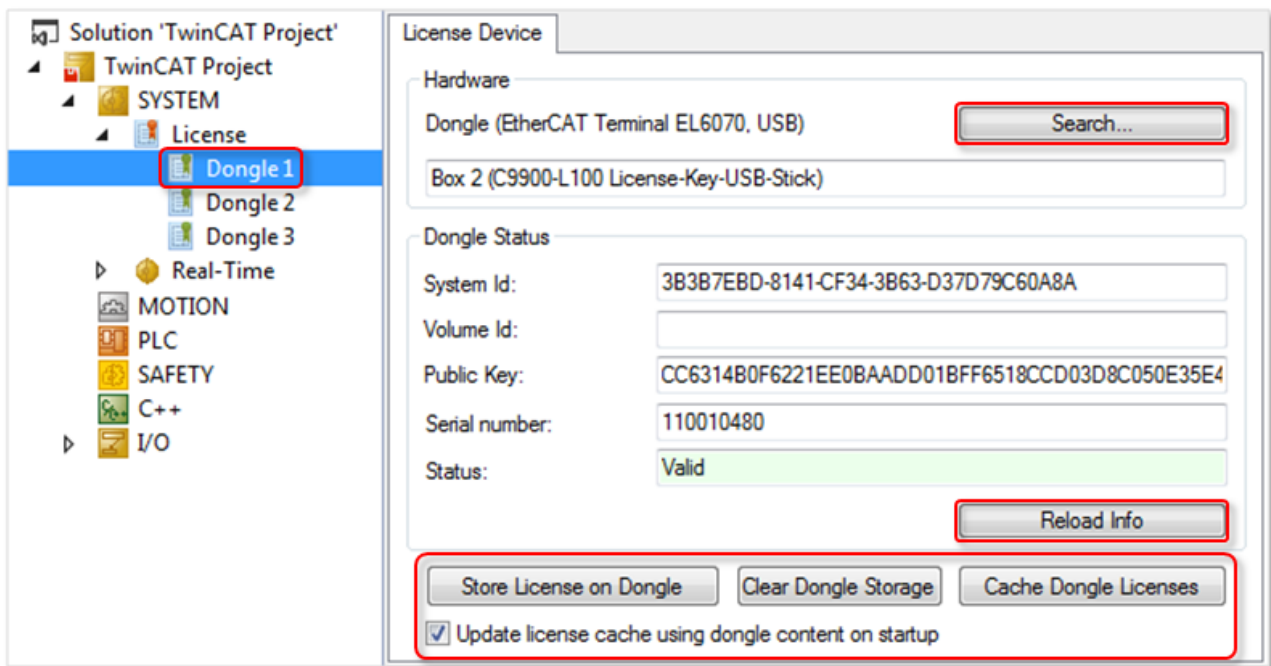 Solution 'TwinCAT Project'
TwinCAT Project
SYSTEM
License
Dongle 1
Dongle 2
Dongle 3
Real-Time
MOTION
PLC
SAFETY
C++
I/O
License Device
Hardware
Dongle (EtherCAT Terminal EL6070, USB)
Search...
Box 2 (C9900-L100 License-Key-USB-Stick)
Dongle Status
System Id: 3B3B7EBD-8141-CF34-3B63-D37D79C60A8A
Volume Id:
Public Key: CC6314B0F6221EE0BAADD01BFF6518CCD03D8C050E35E4
Serial number: 110010480
Status: Valid
Reload Info
Store License on Dongle Clear Dongle Storage Cache Dongle Licenses
Update license cache using dongle content on startup